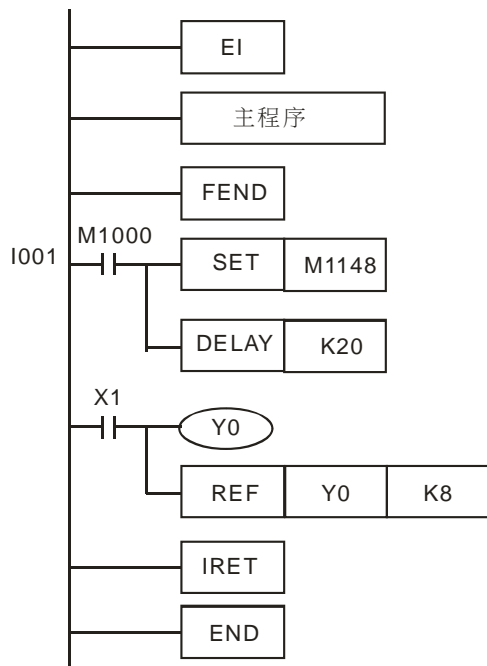 EI
主程序
FEND
M1000
I001
SET M1148
DELAY K20
X1
Y0
REF Y0 K8
IRET
END